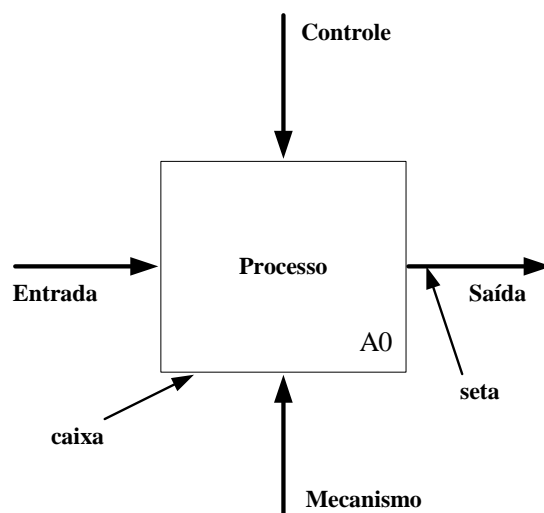 Controle
Processo
Entrada
Saída
A0
seta
caixa
Mecanismo